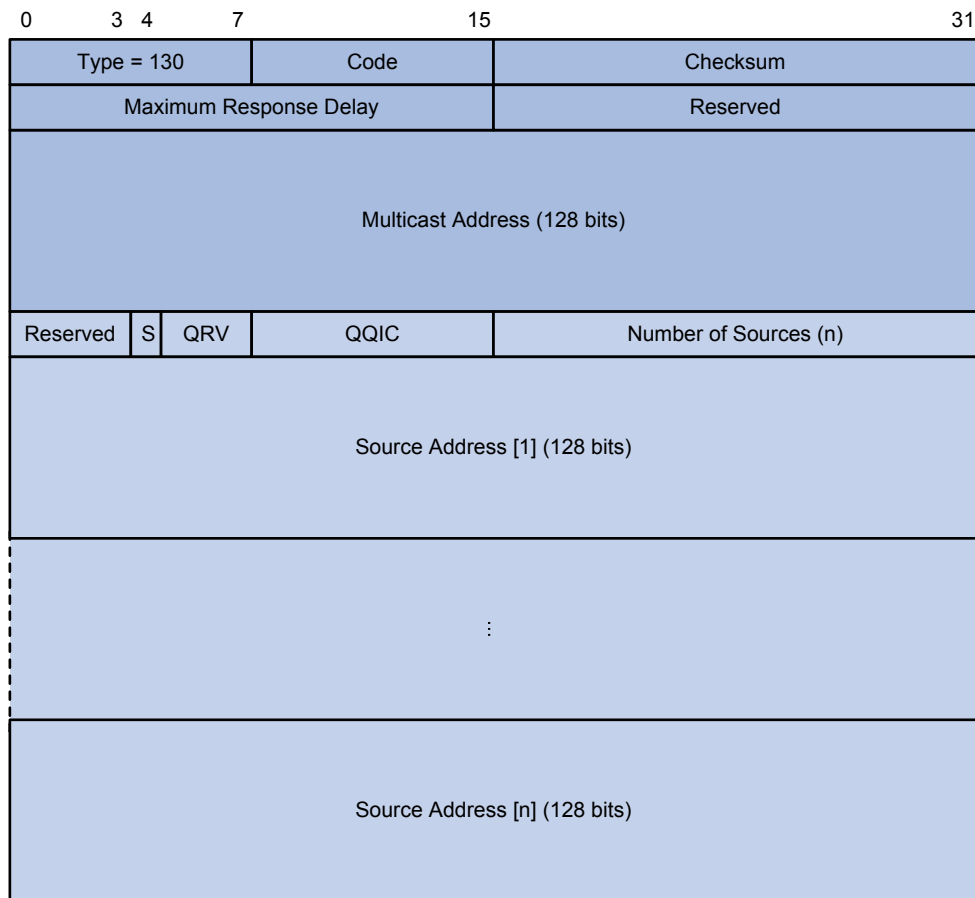 0 3 4 7 15 31
Type = 130 Code Checksum
Maximum Response Delay Reserved
Multicast Address (128 bits)
Reserved S QRV QQIC Number of Sources (n)
Source Address [1] (128 bits)
⋮
Source Address [n] (128 bits)